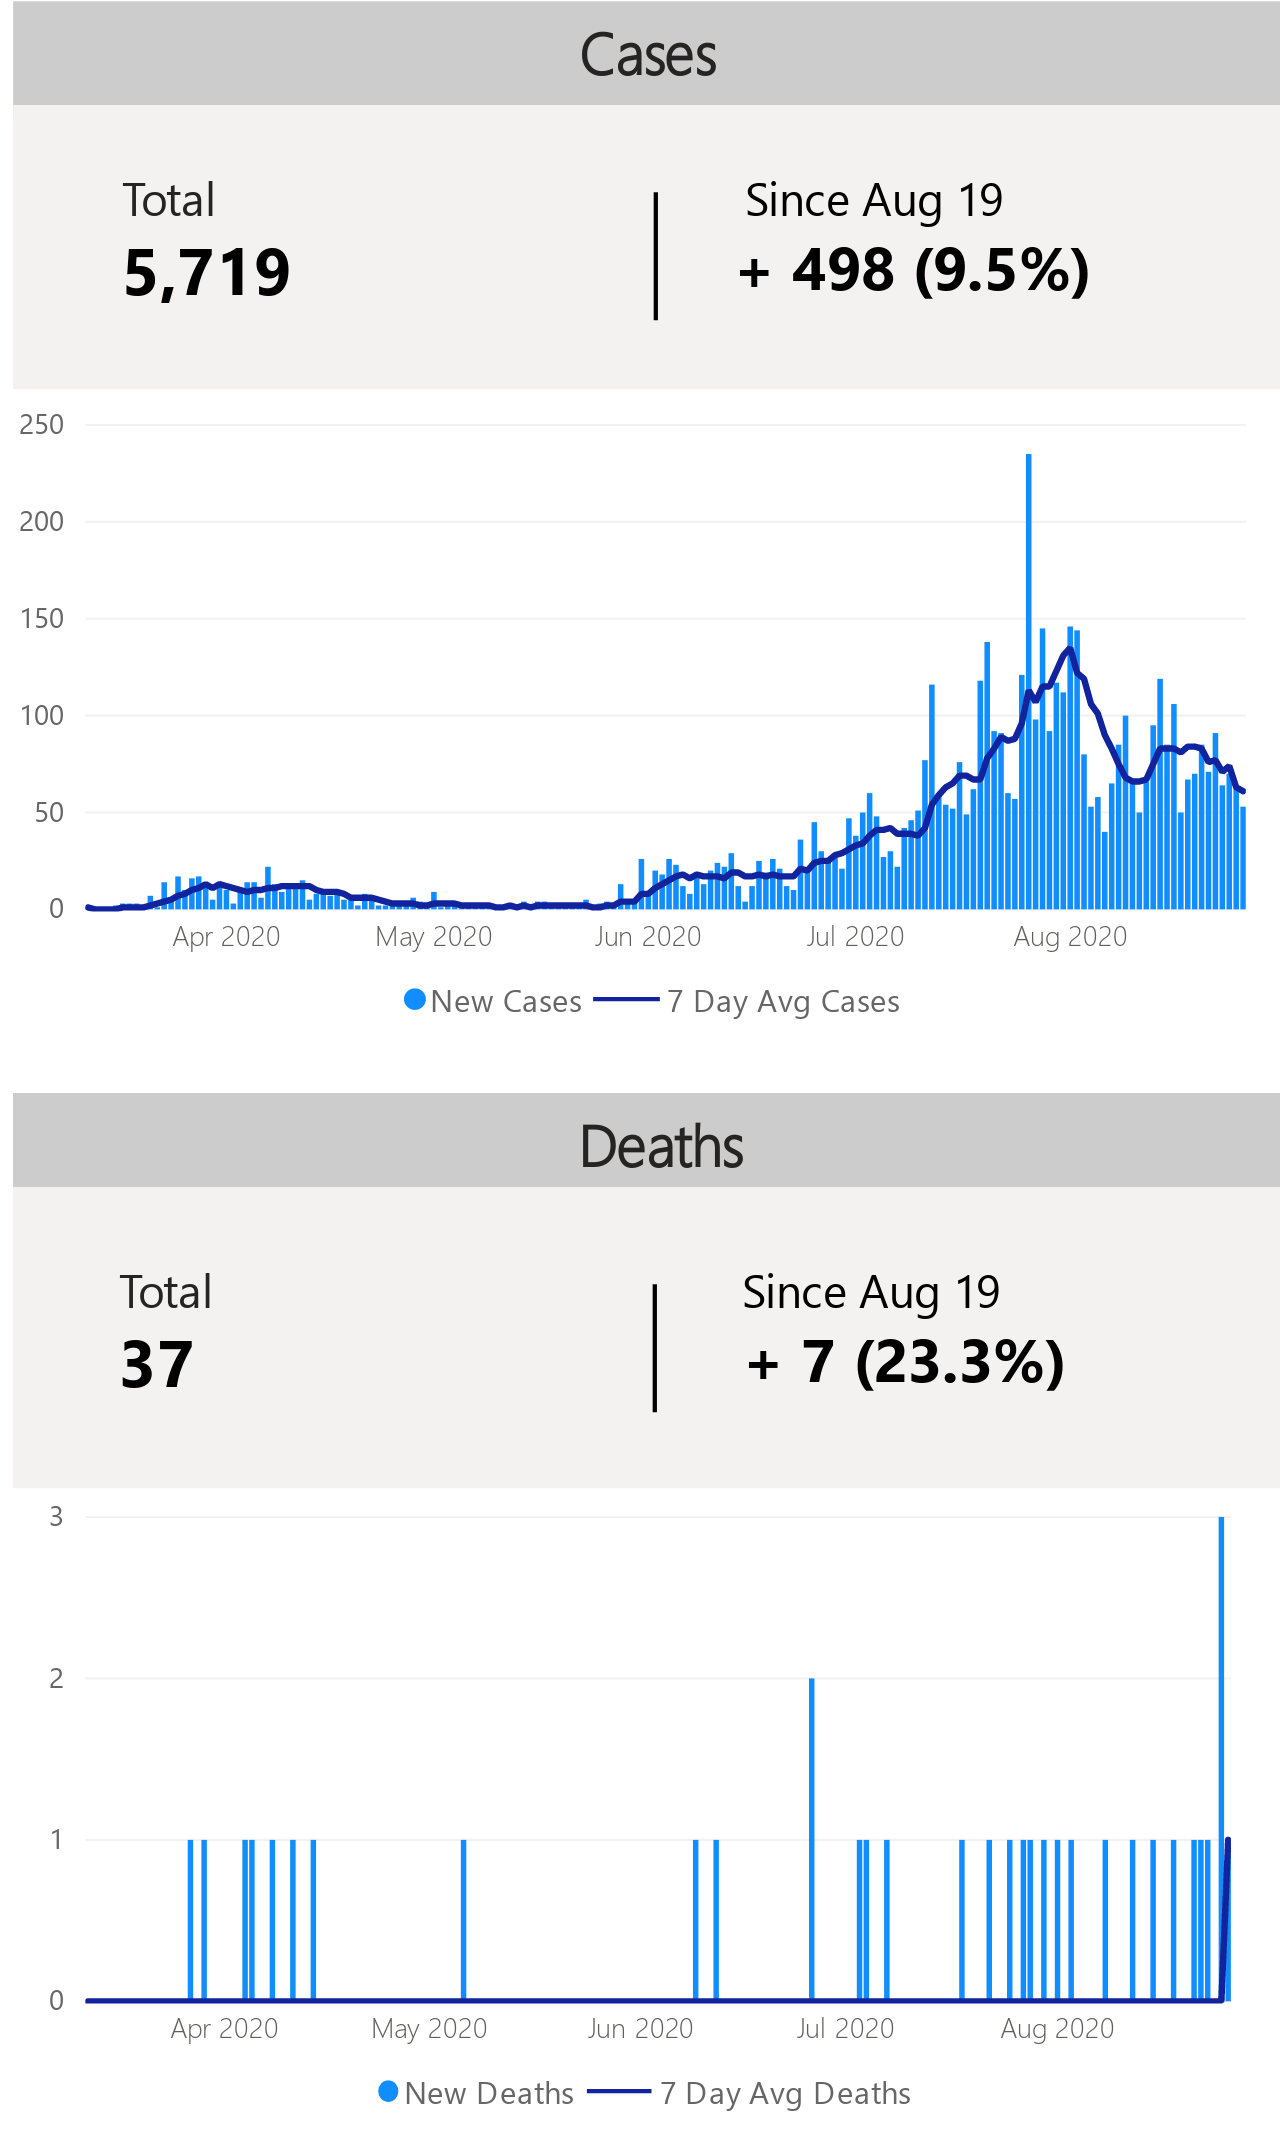 Cases
Total
Since Aug 19
5,719
+ 498 (9.5%)
250
200
150
100
50
0
Apr 2020 May 2020 Jun 2020 Jul 2020 Aug 2020
New Cases 7 Day Avg Cases
Deaths
Total
Since Aug 19
37
+ 7 (23.3%)
3
2
1
0
Apr 2020 May 2020 Jun 2020 Jul 2020 Aug 2020
New Deaths 7 Day Avg Deaths